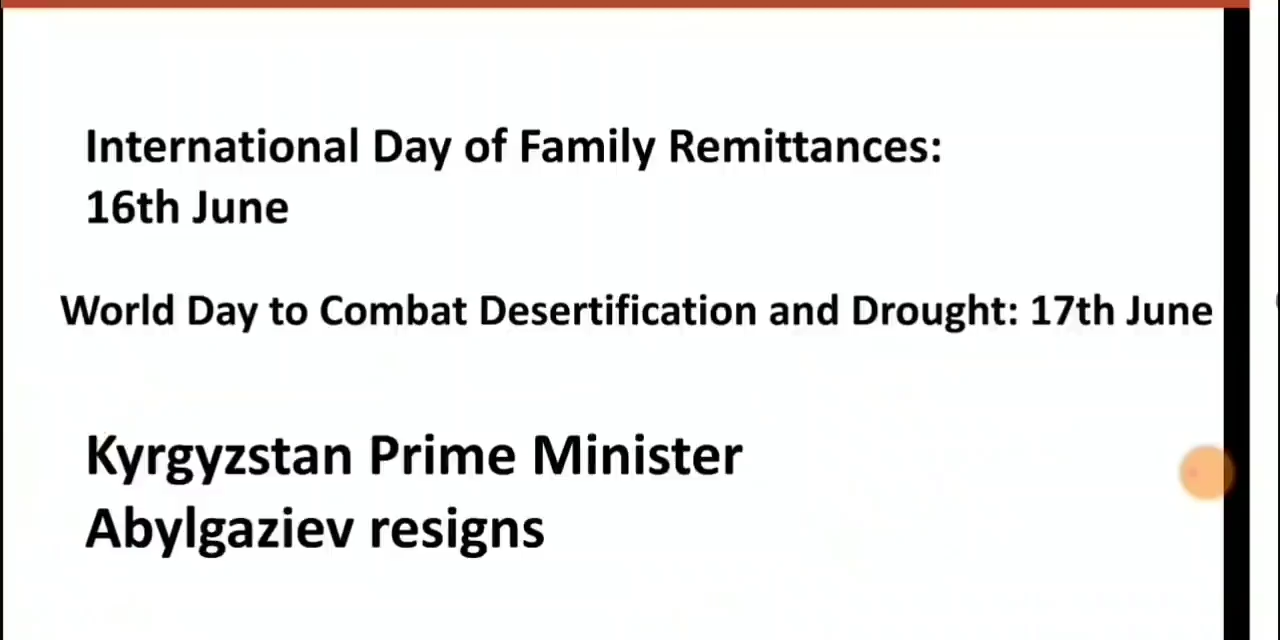 International Day of Family Remittances:
16th June
World Day to Combat Desertification and Drought: 17th June
Kyrgyzstan Prime Minister
Abylgaziev resigns